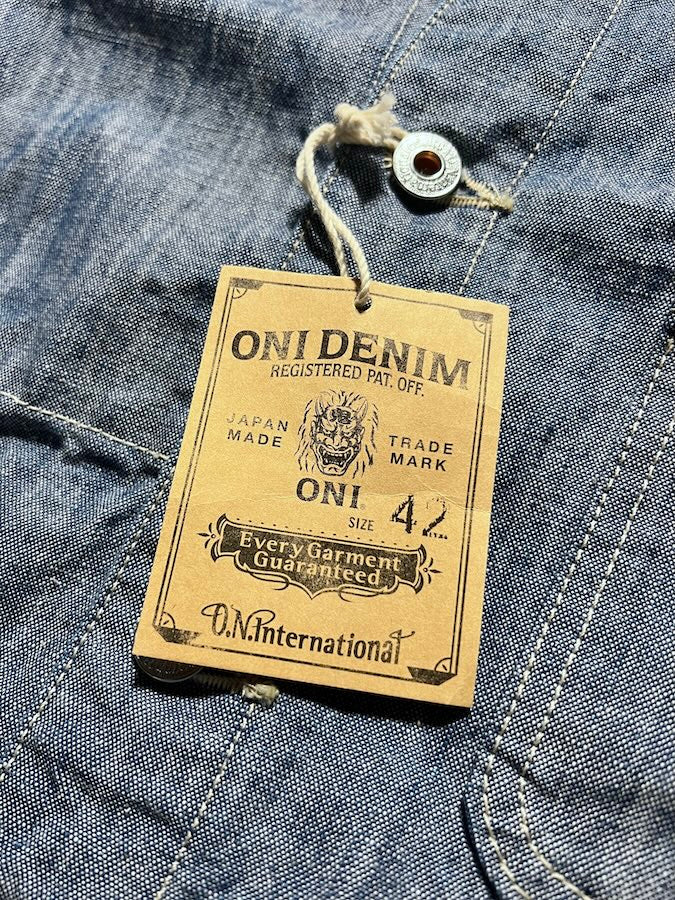 ONI DENIM
REGISTERED PAT. OFF.
JAPAN MADE
TRADE MARK
ONI®
SIZE 42
Every Garment
Guaranteed
O.N.International